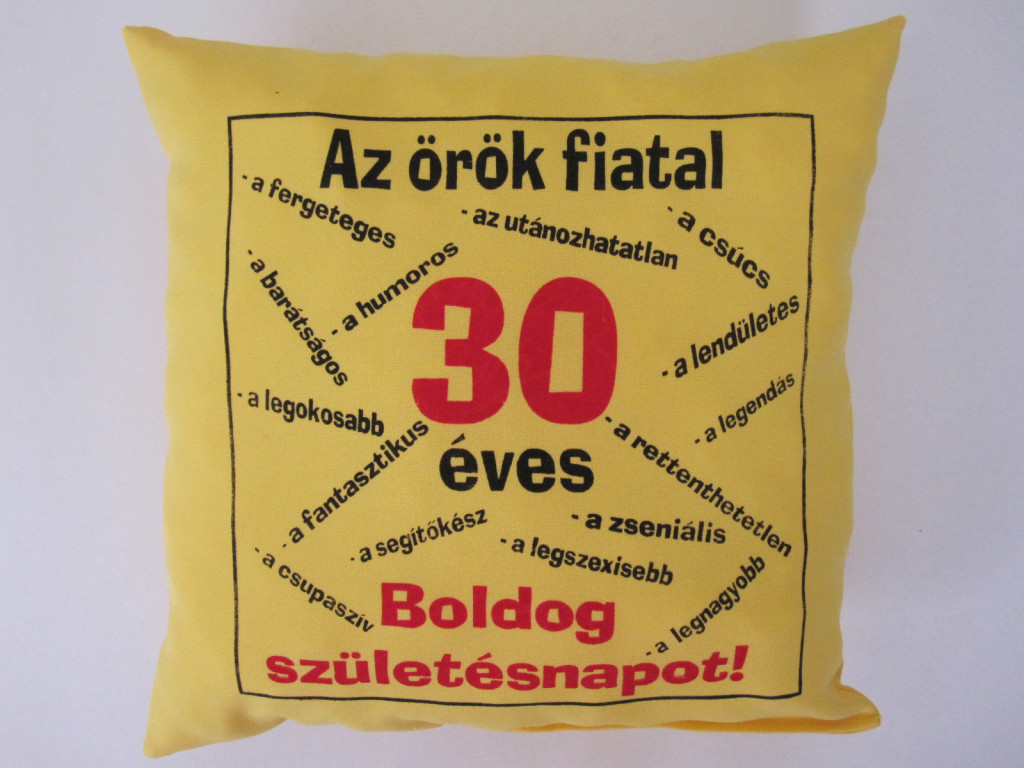 Az örök fiatal
- a fergeteges
- az utánozhatatlan
- a csúcs
- a barátságos
- a humoros
30
- a lendületes
- a legokosabb
- a legendás
- a fantasztikus
éves
- a rettenthetetlen
- a segítőkész
- a zseniális
- a csupaszív
- a legszexisebb
- a legnagyobb
Boldog
születésnapot!